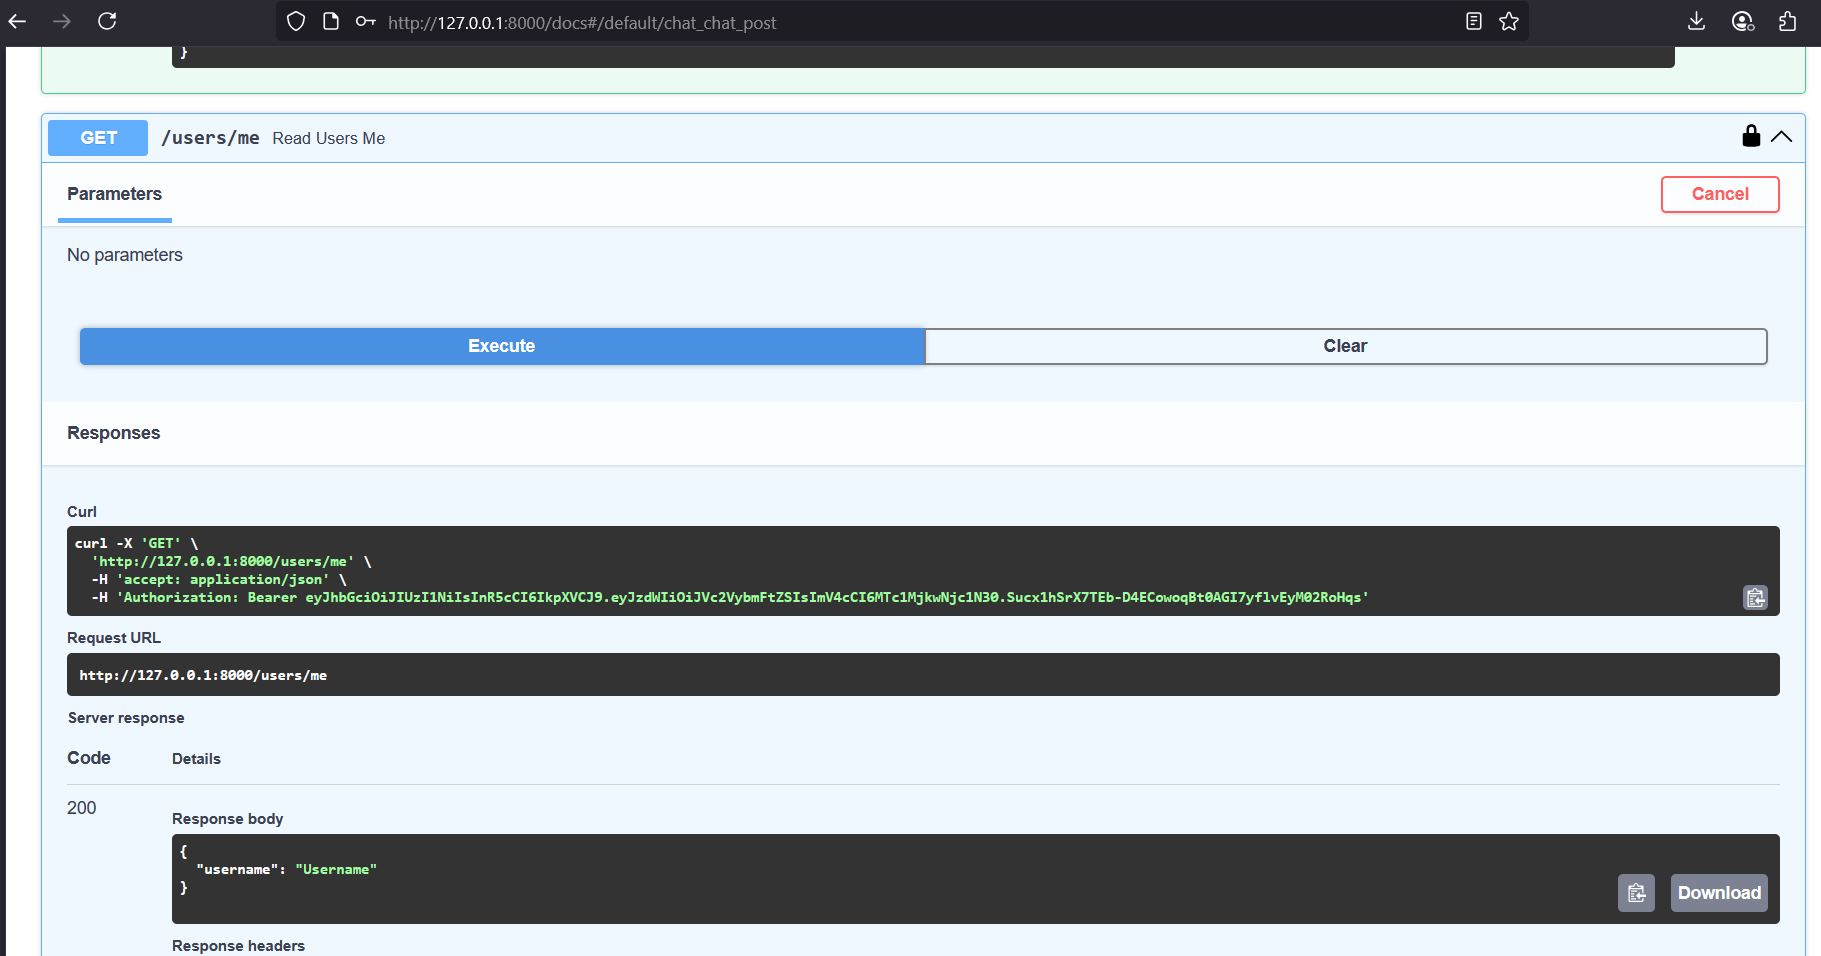 http://127.0.0.1:8000/docs#/default/chat_chat_post
}
GET /users/me Read Users Me
Parameters
Cancel
No parameters
Execute
Clear
Responses
Curl
curl -X 'GET' \
'http://127.0.0.1:8000/users/me' \
-H 'accept: application/json' \
-H 'Authorization: Bearer eyJhbGciOiJIUzI1NiIsInR5cCI6IkpXVCJ9.eyJzdWIiOiJVc2VybmFtZSIsImV4cCI6MTc1MjkwNjc1N30.Sucx1hSrX7TEb-D4ECowoqBt0AGI7yflvEyM02RoHqs'
Request URL
http://127.0.0.1:8000/users/me
Server response
Code Details
200
Response body
{
"username": "Username"
}
Download
Response headers